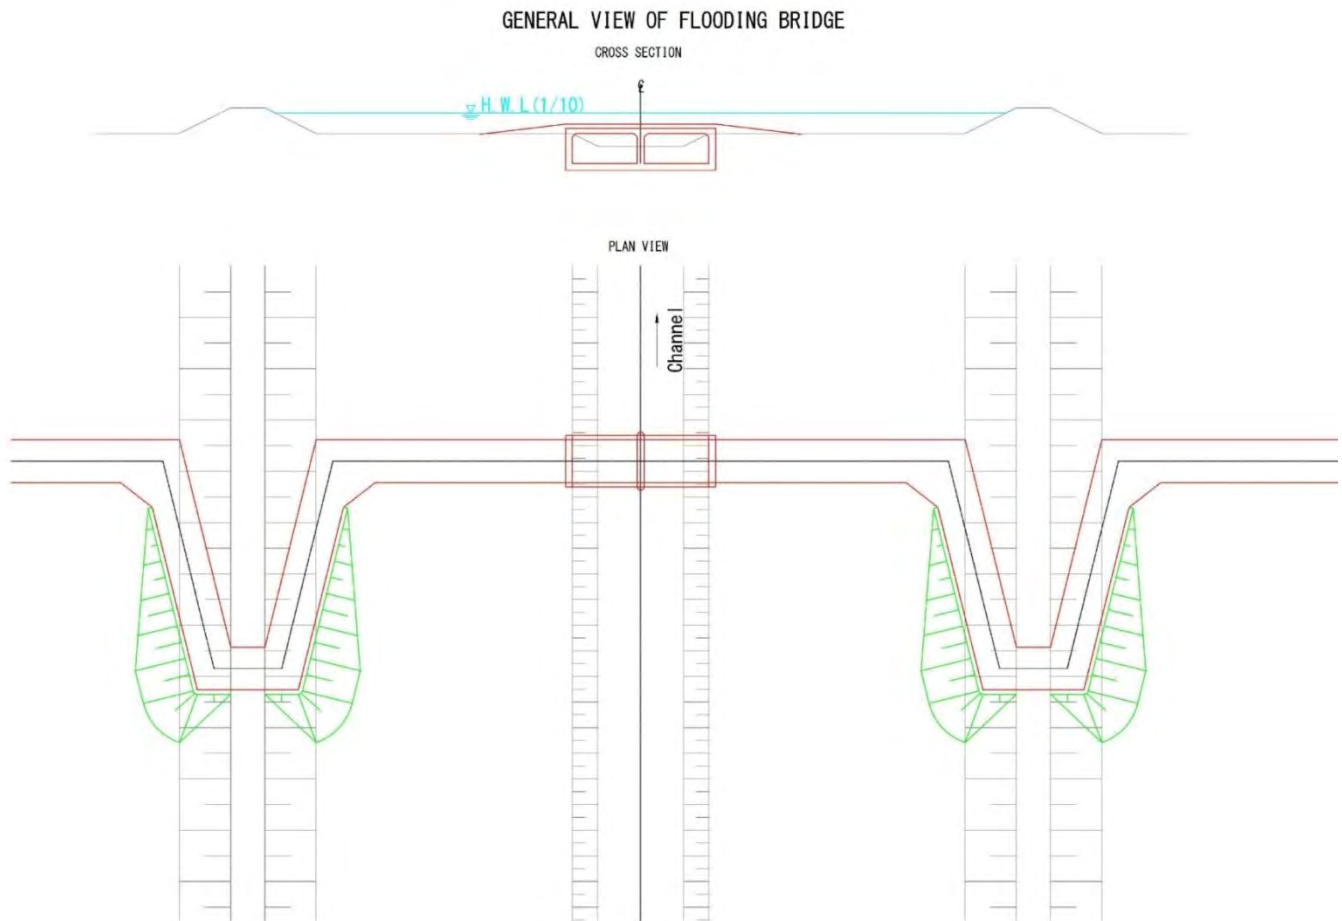 GENERAL VIEW OF FLOODING BRIDGE
CROSS SECTION
℄
H.W.L(1/10)
PLAN VIEW
Channel